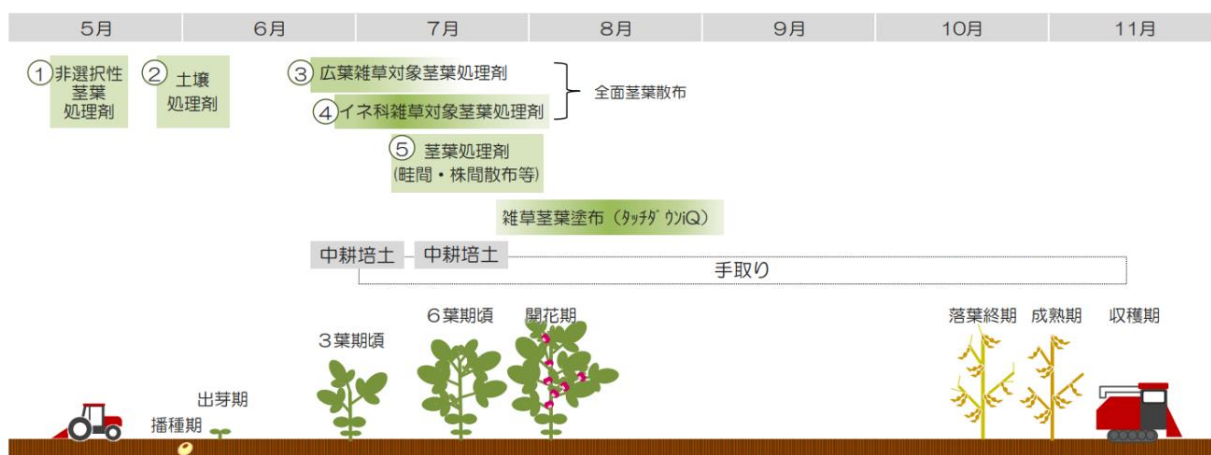 5月 6月 7月 8月 9月 10月 11月
① 非選択性
茎葉
処理剤
② 土壌
処理剤
③ 広葉雑草対象茎葉処理剤
④ イネ科雑草対象茎葉処理剤
全面茎葉散布
⑤ 茎葉処理剤
(畦間・株間散布等)
雑草茎葉塗布（ﾀｯﾁﾀﾞｳﾝiQ）
中耕培土 中耕培土
手取り
播種期
出芽期
3葉期頃
6葉期頃
開花期
落葉終期
成熟期
収穫期